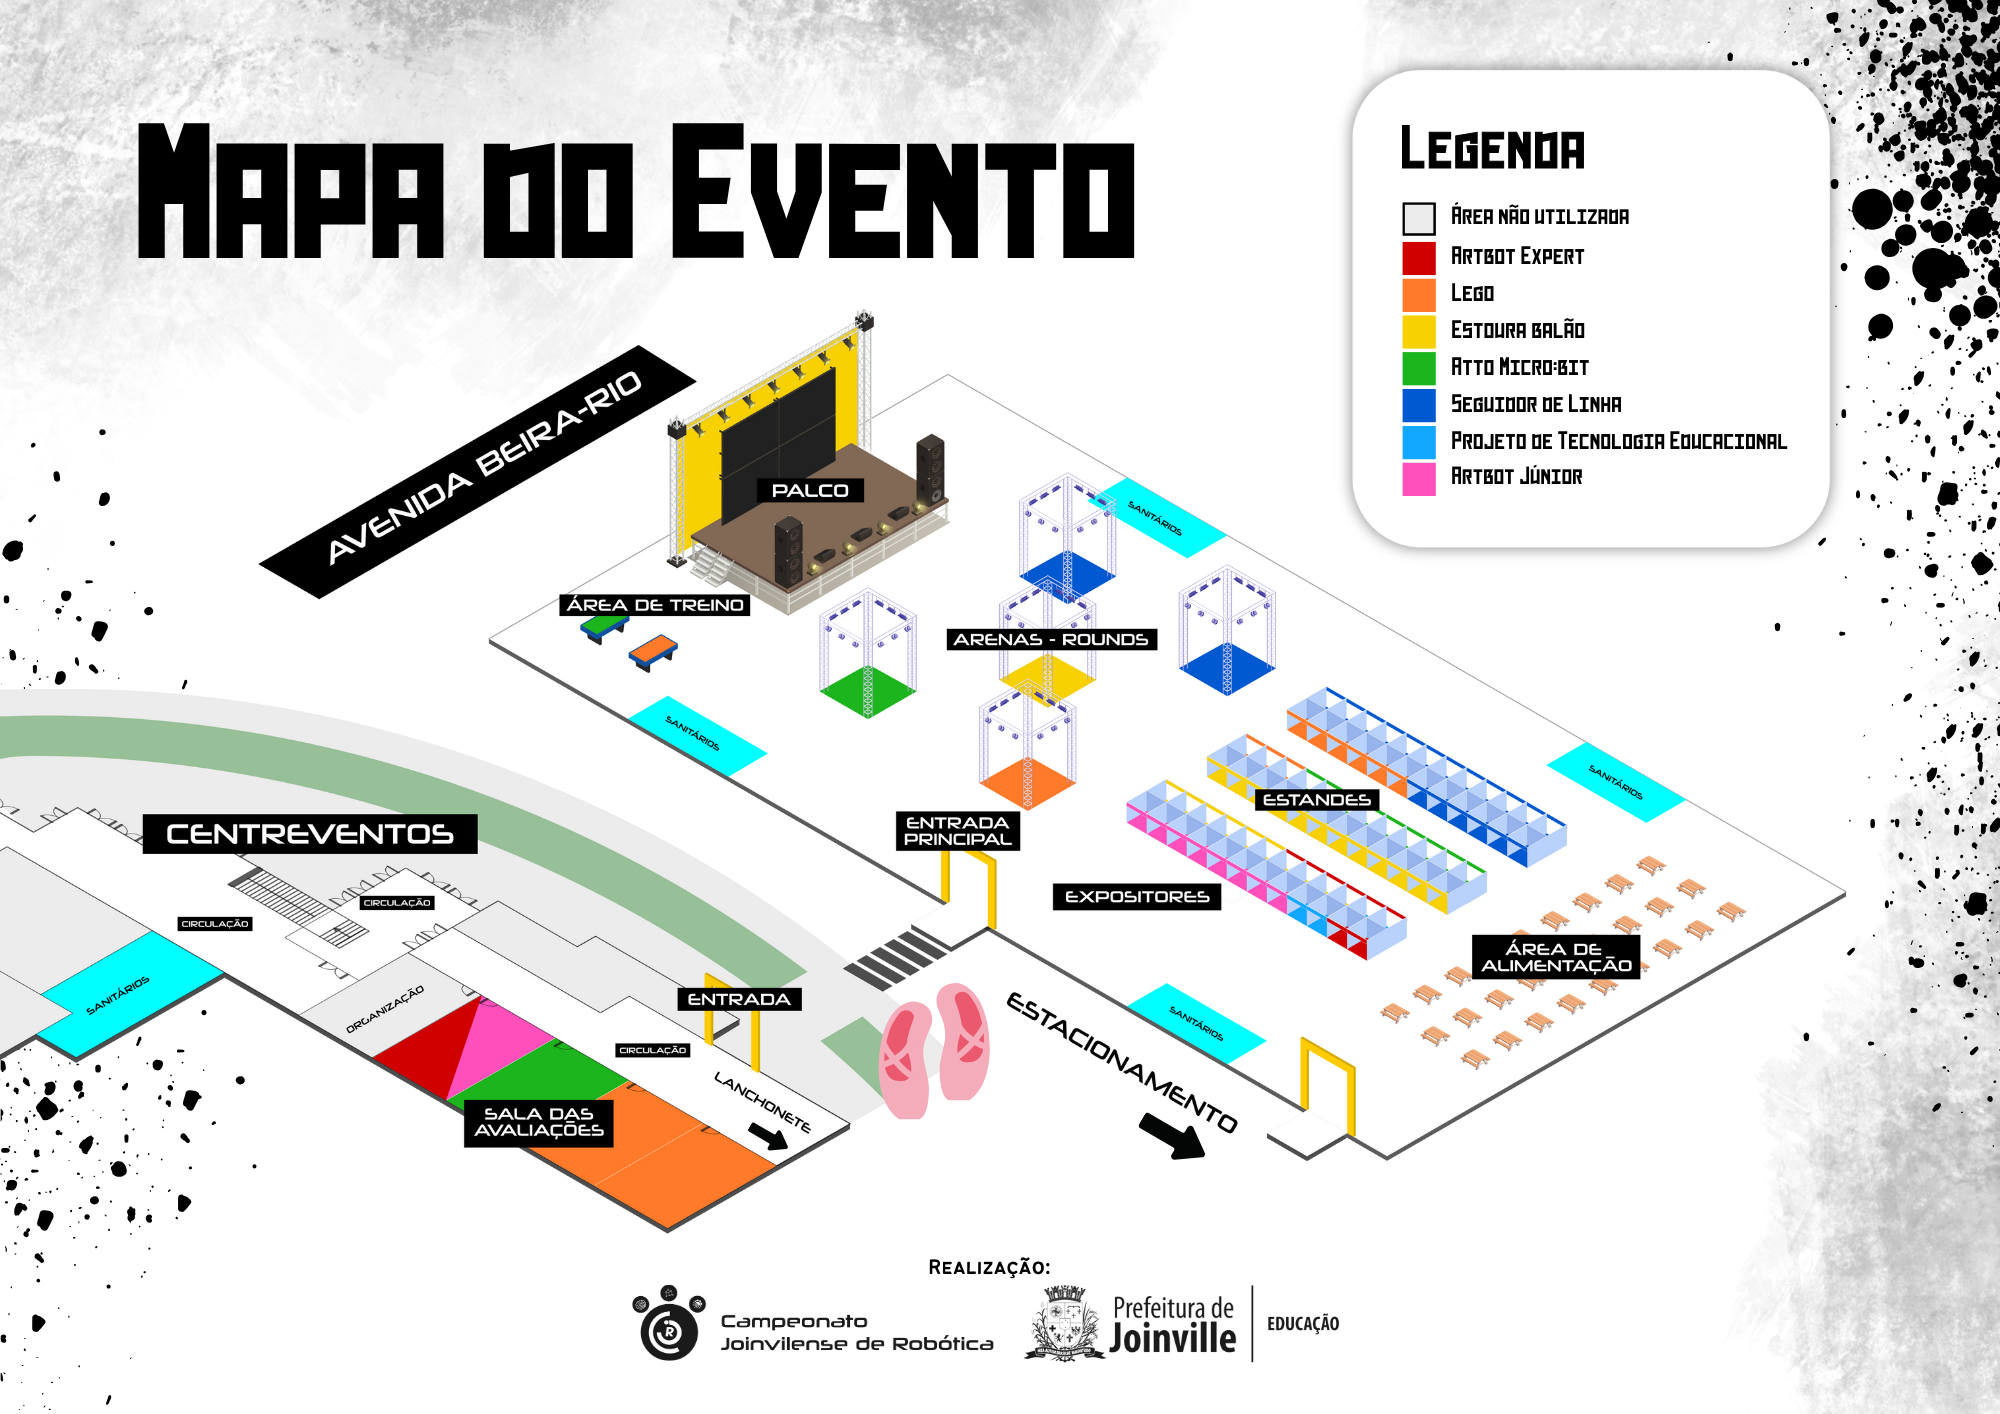 MAPA DO EVENTO
LEGENDA
ÁREA NÃO UTILIZADA
ARTBOT EXPERT
LEGO
ESTOURA BALÃO
ATTO MICRO:BIT
SEGUIDOR DE LINHA
PROJETO DE TECNOLOGIA EDUCACIONAL
ARTBOT JÚNIOR
AVENIDA BEIRA-RIO
PALCO
SANITÁRIOS
ÁREA DE TREINO
ARENAS - ROUNDS
SANITÁRIOS
SANITÁRIOS
ESTANDES
CENTREVENTOS
ENTRADA
PRINCIPAL
EXPOSITORES
CIRCULAÇÃO
CIRCULAÇÃO
ÁREA DE
ALIMENTAÇÃO
SANITÁRIOS
ORGANIZAÇÃO
ENTRADA
SANITÁRIOS
ESTACIONAMENTO
CIRCULAÇÃO
LANCHONETE
SALA DAS
AVALIAÇÕES
REALIZAÇÃO:
Campeonato
Joinvilense de Robótica
Prefeitura de
Joinville
EDUCAÇÃO